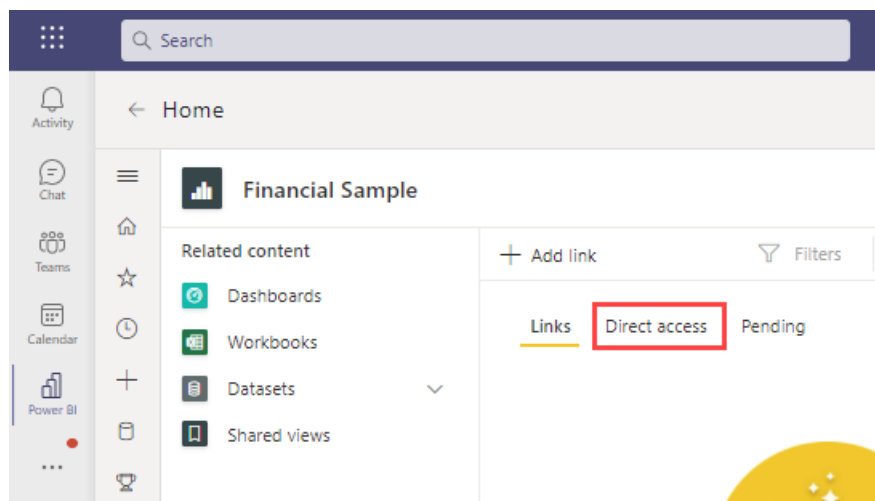 Search
Activity
Home
Chat
Financial Sample
Teams
Related content
Add link
Filters
Dashboards
Links
Direct access
Pending
Calendar
Workbooks
Datasets
Power BI
Shared views